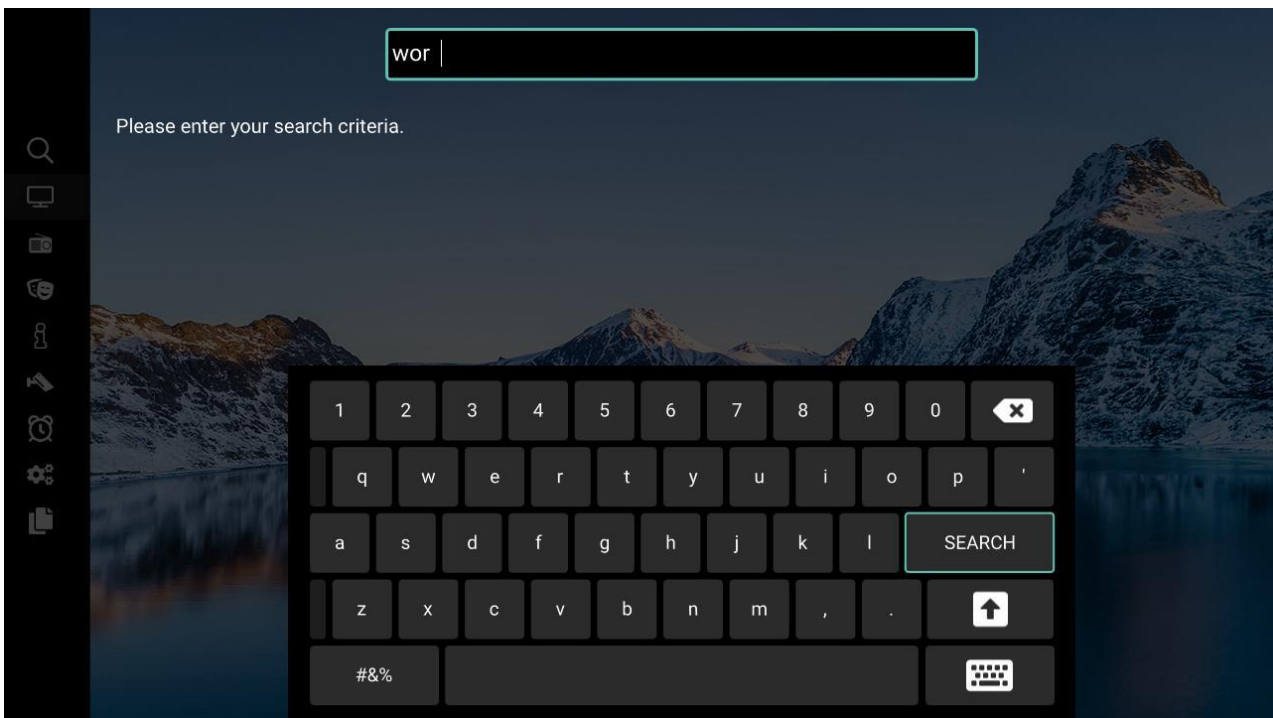 wor
Please enter your search criteria.
1 2 3 4 5 6 7 8 9 0
q w e r t y u i o p '
a s d f g h j k l SEARCH
z x c v b n m , .
#&%